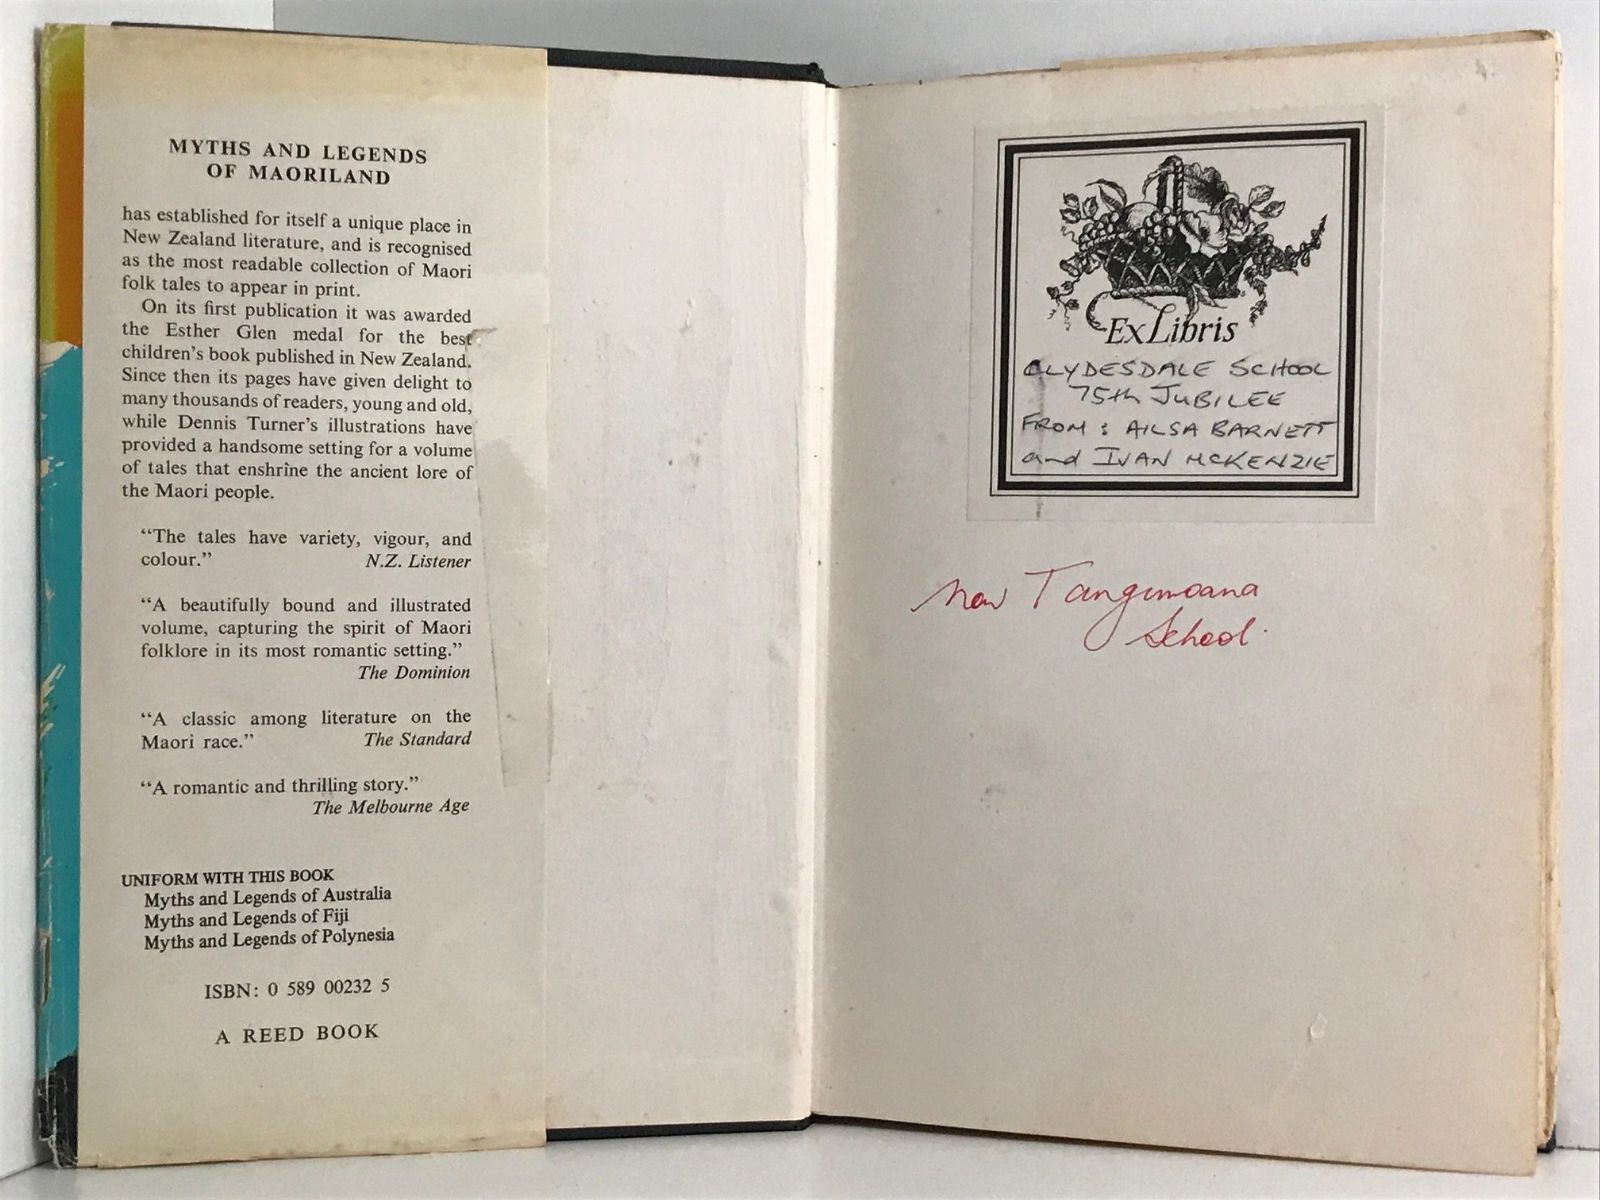 MYTHS AND LEGENDS
OF MAORILAND
has established for itself a unique place in
New Zealand literature, and is recognised
as the most readable collection of Maori
folk tales to appear in print.
On its first publication it was awarded
the Esther Glen medal for the best
children's book published in New Zealand.
Since then its pages have given delight to
many thousands of readers, young and old,
while Dennis Turner's illustrations have
provided a handsome setting for a volume
of tales that enshrine the ancient lore of
the Maori people.
“The tales have variety, vigour, and
colour.” N.Z. Listener
“A beautifully bound and illustrated
volume, capturing the spirit of Maori
folklore in its most romantic setting.”
The Dominion
“A classic among literature on the
Maori race.” The Standard
“A romantic and thrilling story.”
The Melbourne Age
UNIFORM WITH THIS BOOK
Myths and Legends of Australia
Myths and Legends of Fiji
Myths and Legends of Polynesia
ISBN: 0 589 00232 5
A REED BOOK
Ex Libris
CLYDESDALE SCHOOL
75th JUBILEE
FROM : AILSA BARNETT
and IVAN MCKENZIE
Now Tangimoana
School.